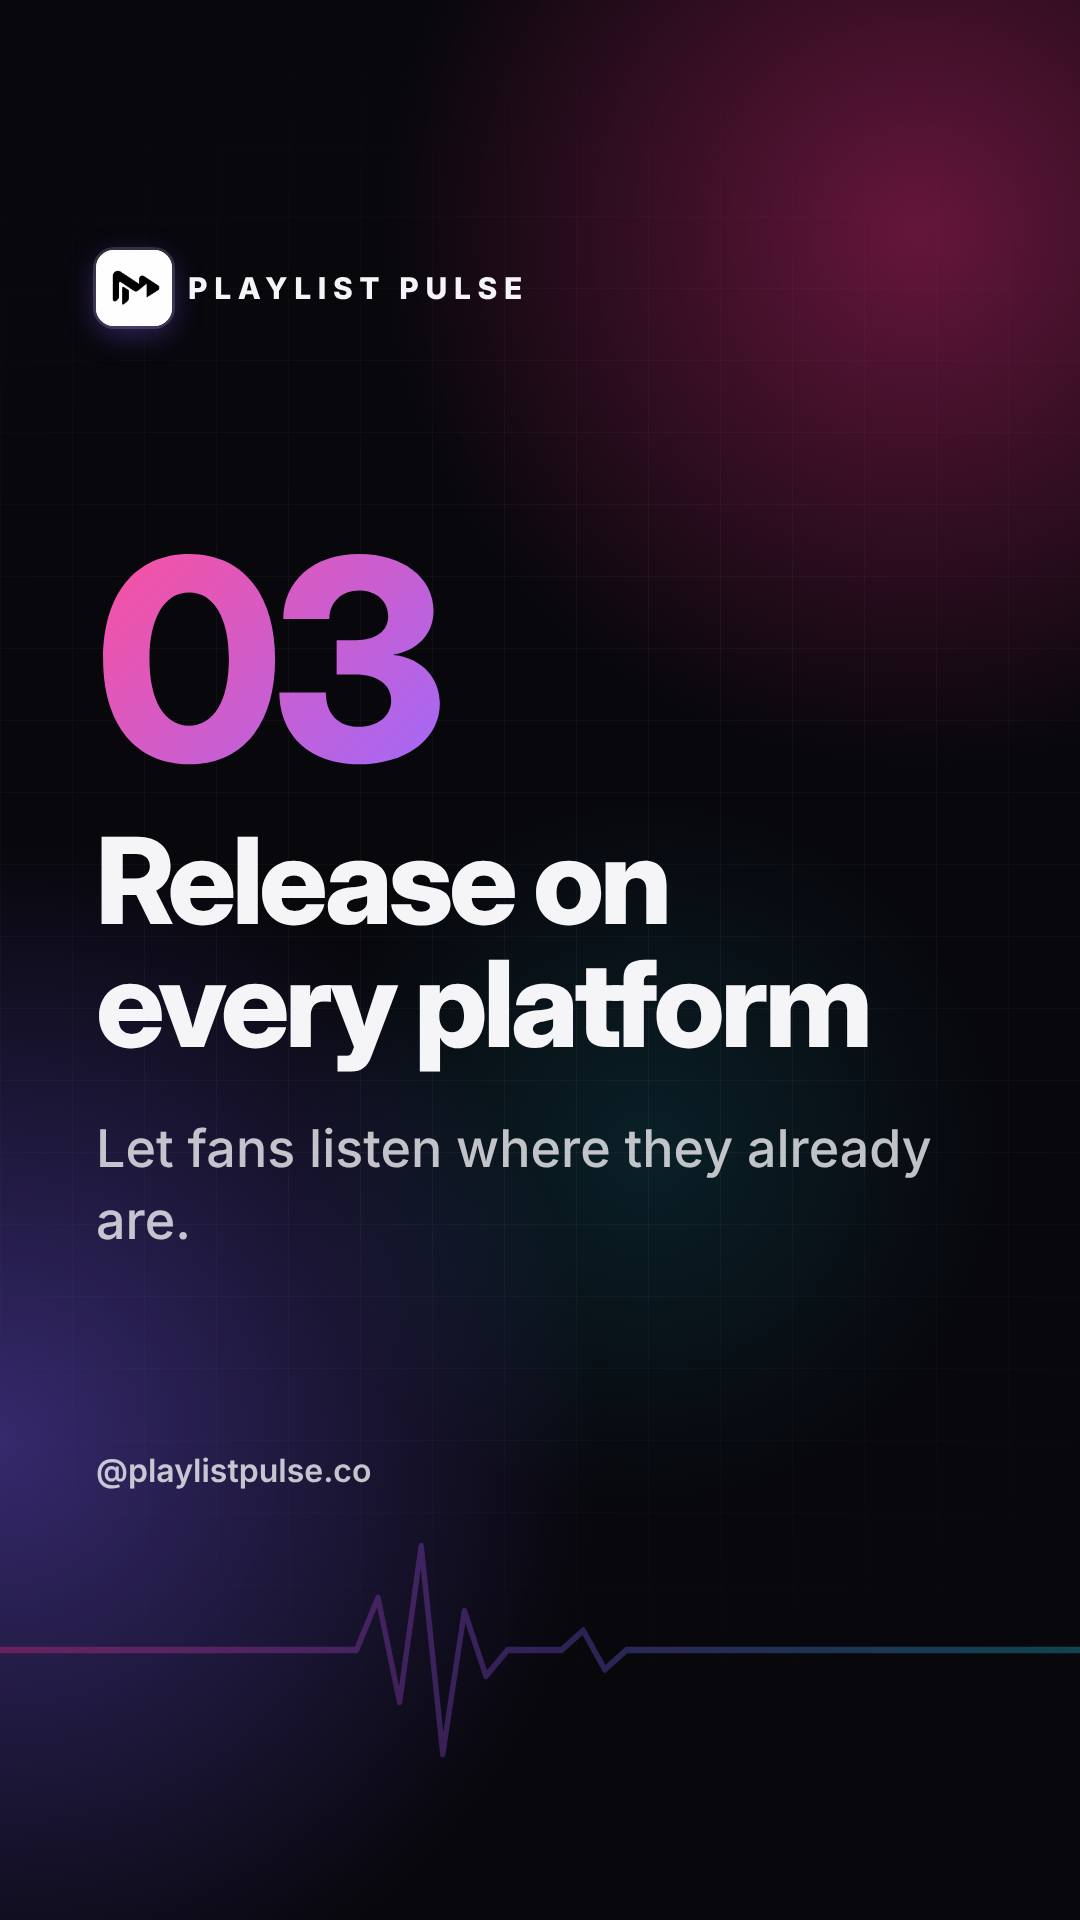 PLAYLIST PULSE
03
Release on
every platform
Let fans listen where they already
are.
@playlistpulse.co